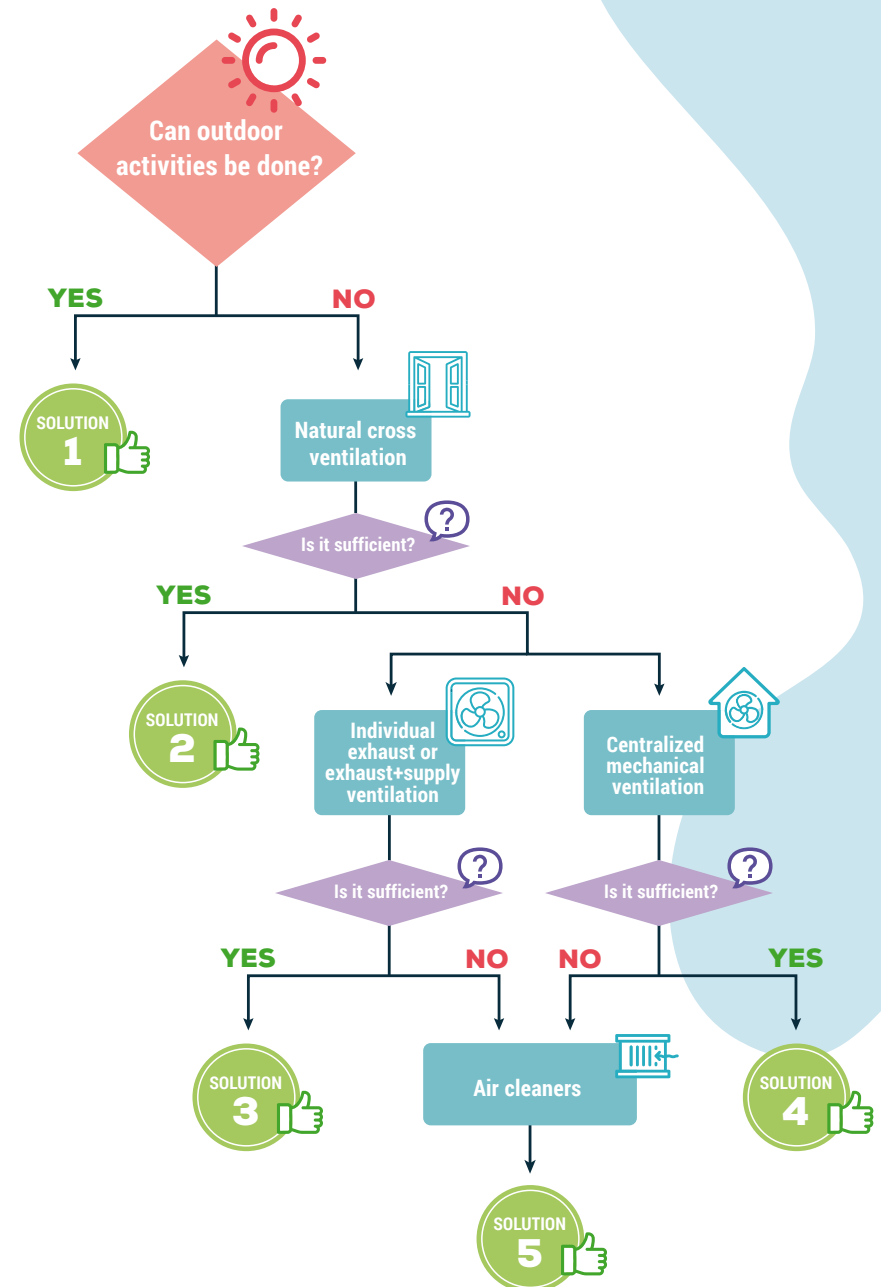 Can outdoor
activities be done?
YES
NO
SOLUTION
1
Natural cross
ventilation
?
Is it sufficient?
YES
NO
SOLUTION
2
Individual
exhaust or
exhaust+supply
ventilation
Centralized
mechanical
ventilation
?
Is it sufficient?
?
Is it sufficient?
YES
NO
NO
YES
SOLUTION
3
Air cleaners
SOLUTION
4
SOLUTION
5